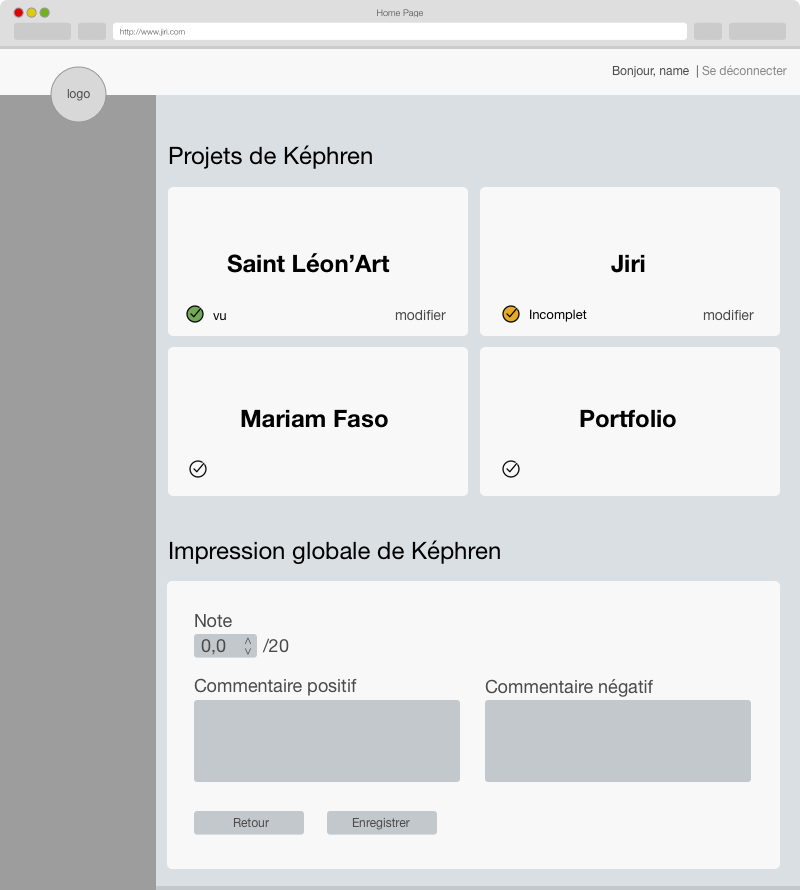 Home Page
http://www.jiri.com
Bonjour, name | Se déconnecter
logo
Projets de Képhren
Saint Léon’Art
vu
modifier
Jiri
Incomplet
modifier
Mariam Faso
Portfolio
Impression globale de Képhren
Note
0,0 /20
Commentaire positif
Commentaire négatif
Retour
Enregistrer